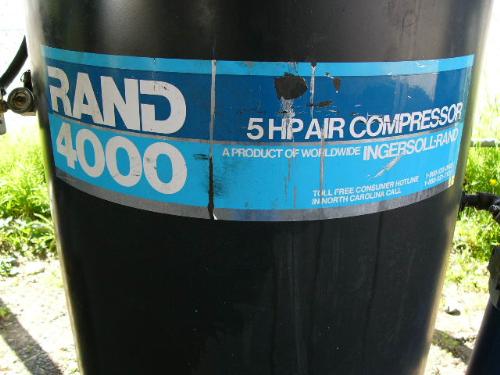 RAND
4000
5 HP AIR COMPRESSOR
A PRODUCT OF WORLDWIDE INGERSOLL-RAND
TOLL FREE CONSUMER HOTLINE
IN NORTH CAROLINA CALL